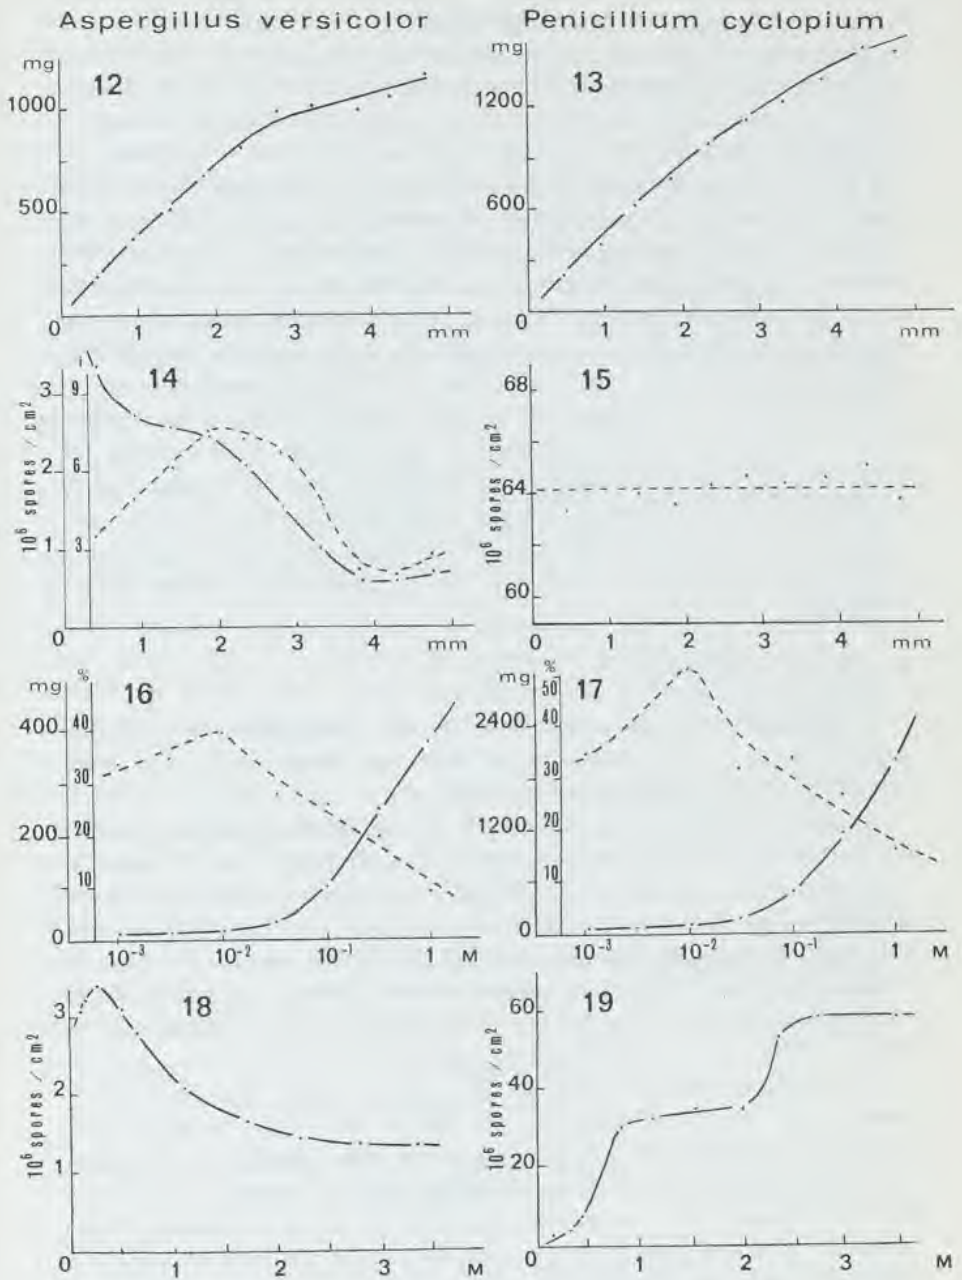 Aspergillus versicolor
Penicillium cyclopium
mg
12
1000
500
0 1 2 3 4 mm
mg
13
1200
600
0 1 2 3 4 mm
14
3 9
2 6
1 3
10⁶ spores / cm²
0 1 2 3 4 mm
15
68
64
60
10⁶ spores / cm²
0 1 2 3 4 mm
mg %
16
400 40
30
200 20
10
0
10⁻³ 10⁻² 10⁻¹ 1 M
mg %
17
50
2400 40
30
1200 20
10
0
10⁻³ 10⁻² 10⁻¹ 1 M
18
3
2
1
10⁶ spores / cm²
0 1 2 3 M
19
60
40
20
10⁶ spores / cm²
0 1 2 3 M